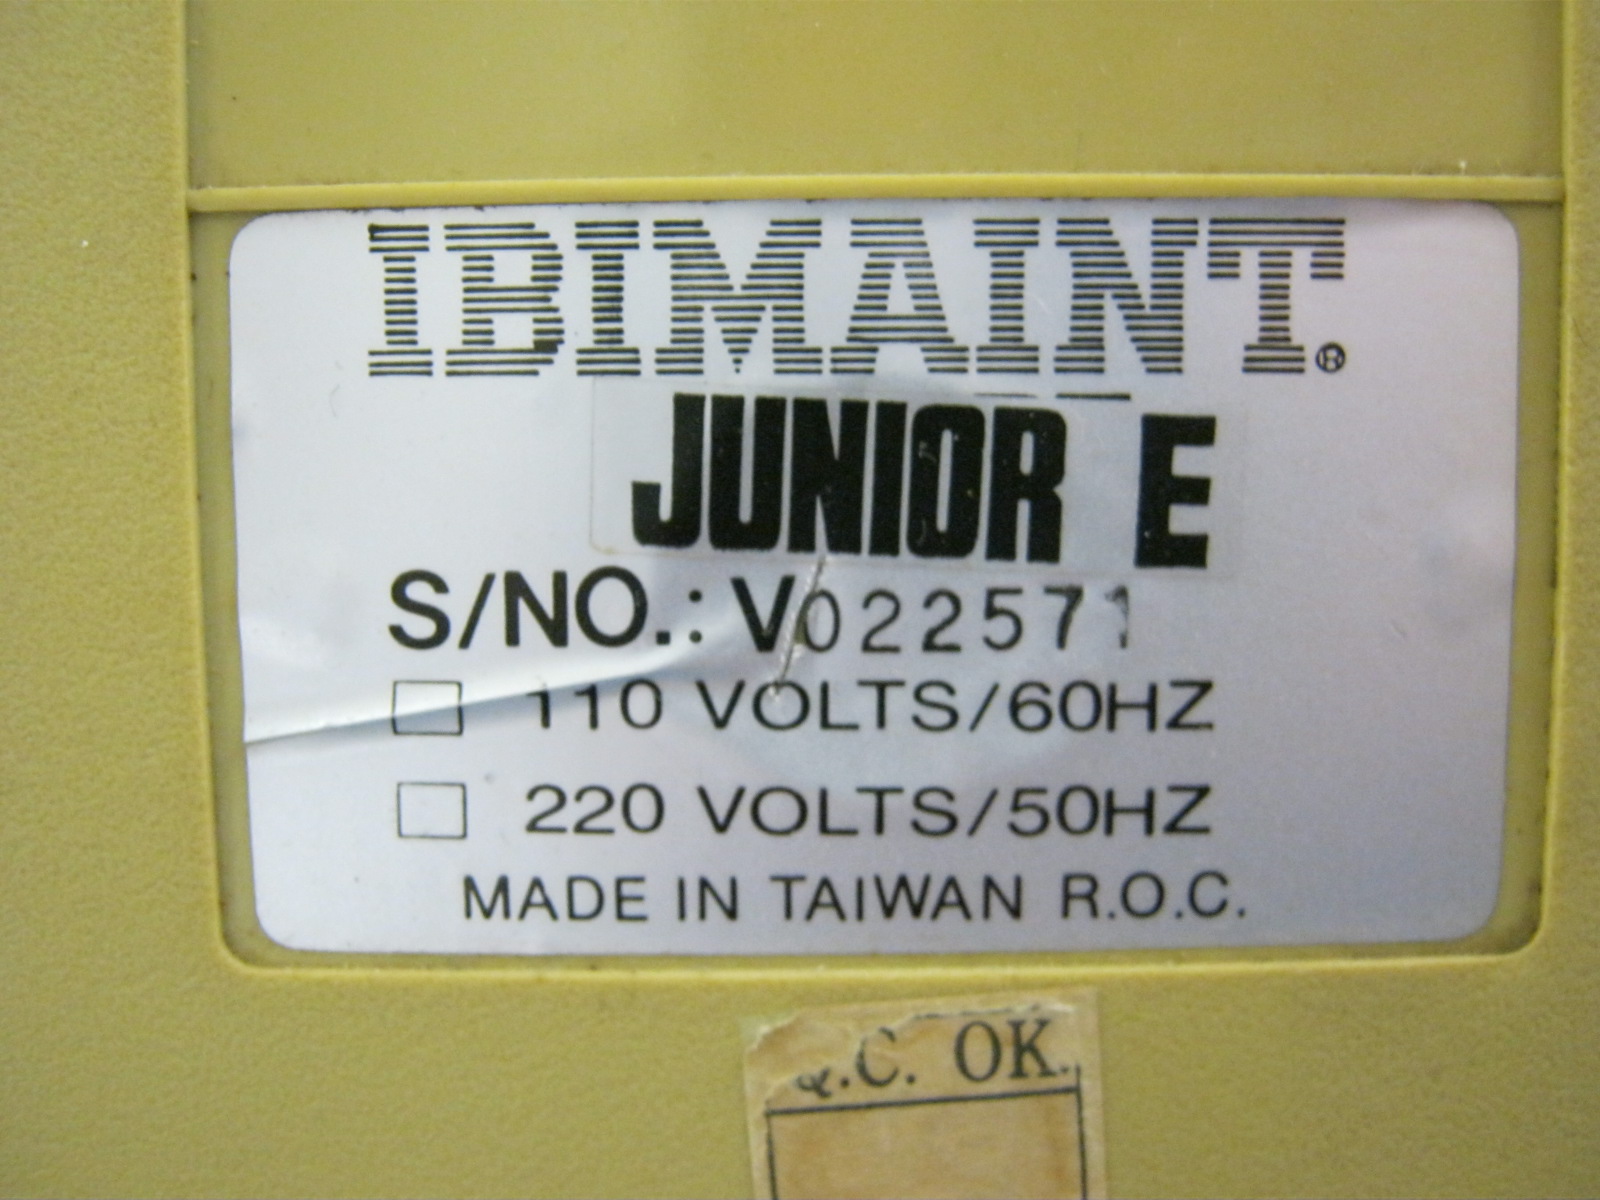 IBIMAINT®
JUNIOR E
S/NO.: V022571
110 VOLTS/60HZ
220 VOLTS/50HZ
MADE IN TAIWAN R.O.C.
Q.C. OK.